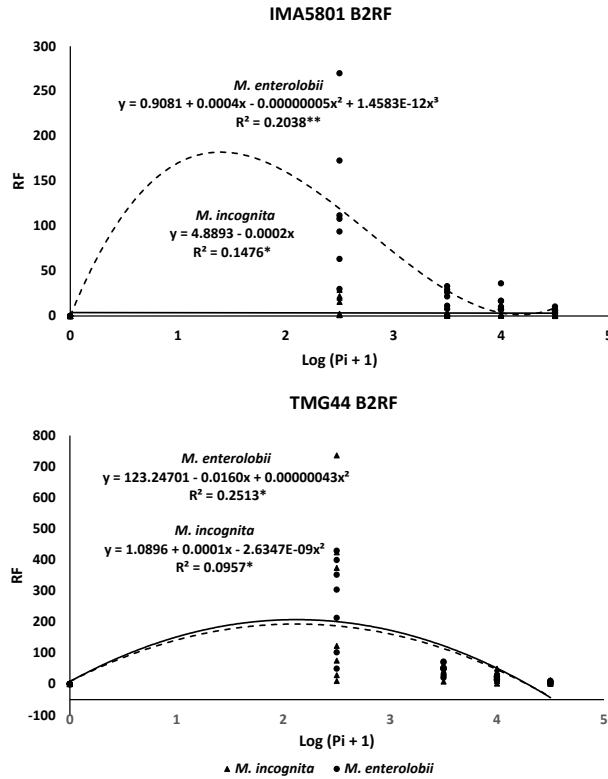 IMA5801 B2RF
300
250
200
150
100
50
0
RF
M. enterolobii
y = 0.9081 + 0.0004x - 0.00000005x² + 1.4583E-12x³
R² = 0.2038**
M. incognita
y = 4.8893 - 0.0002x
R² = 0.1476*
0 1 2 3 4 5
Log (Pi + 1)
TMG44 B2RF
800
700
600
500
400
300
200
100
0
-100
RF
M. enterolobii
y = 123.24701 - 0.0160x + 0.00000043x²
R² = 0.2513*
M. incognita
y = 1.0896 + 0.0001x - 2.6347E-09x²
R² = 0.0957*
0 1 2 3 4 5
Log (Pi + 1)
M. incognita M. enterolobii